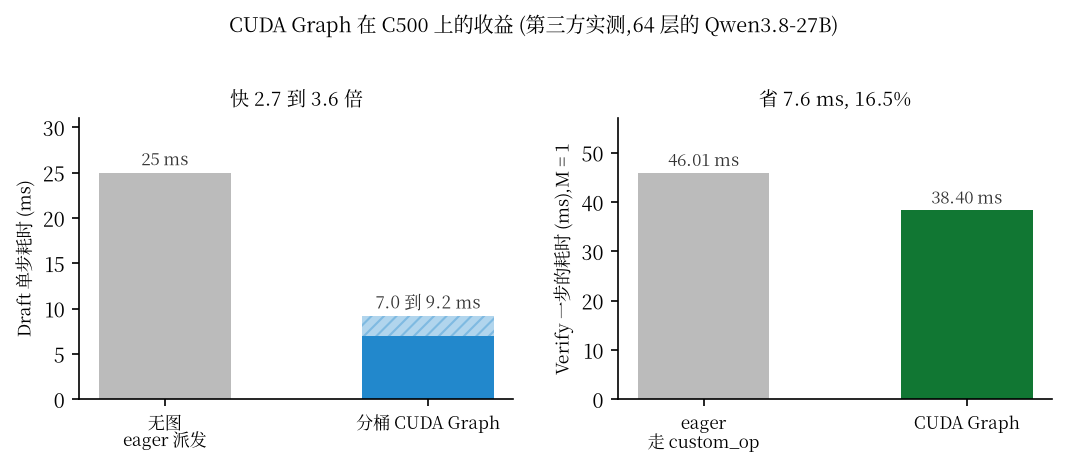 CUDA Graph 在 C500 上的收益 (第三方实测,64 层的 Qwen3.8-27B)
快 2.7 到 3.6 倍
Draft 单步耗时 (ms)
30
25
20
15
10
5
0
25 ms
7.0 到 9.2 ms
无图
eager 派发
分桶 CUDA Graph
省 7.6 ms, 16.5%
Verify 一步的耗时 (ms),M = 1
50
40
30
20
10
0
46.01 ms
38.40 ms
eager
走 custom_op
CUDA Graph